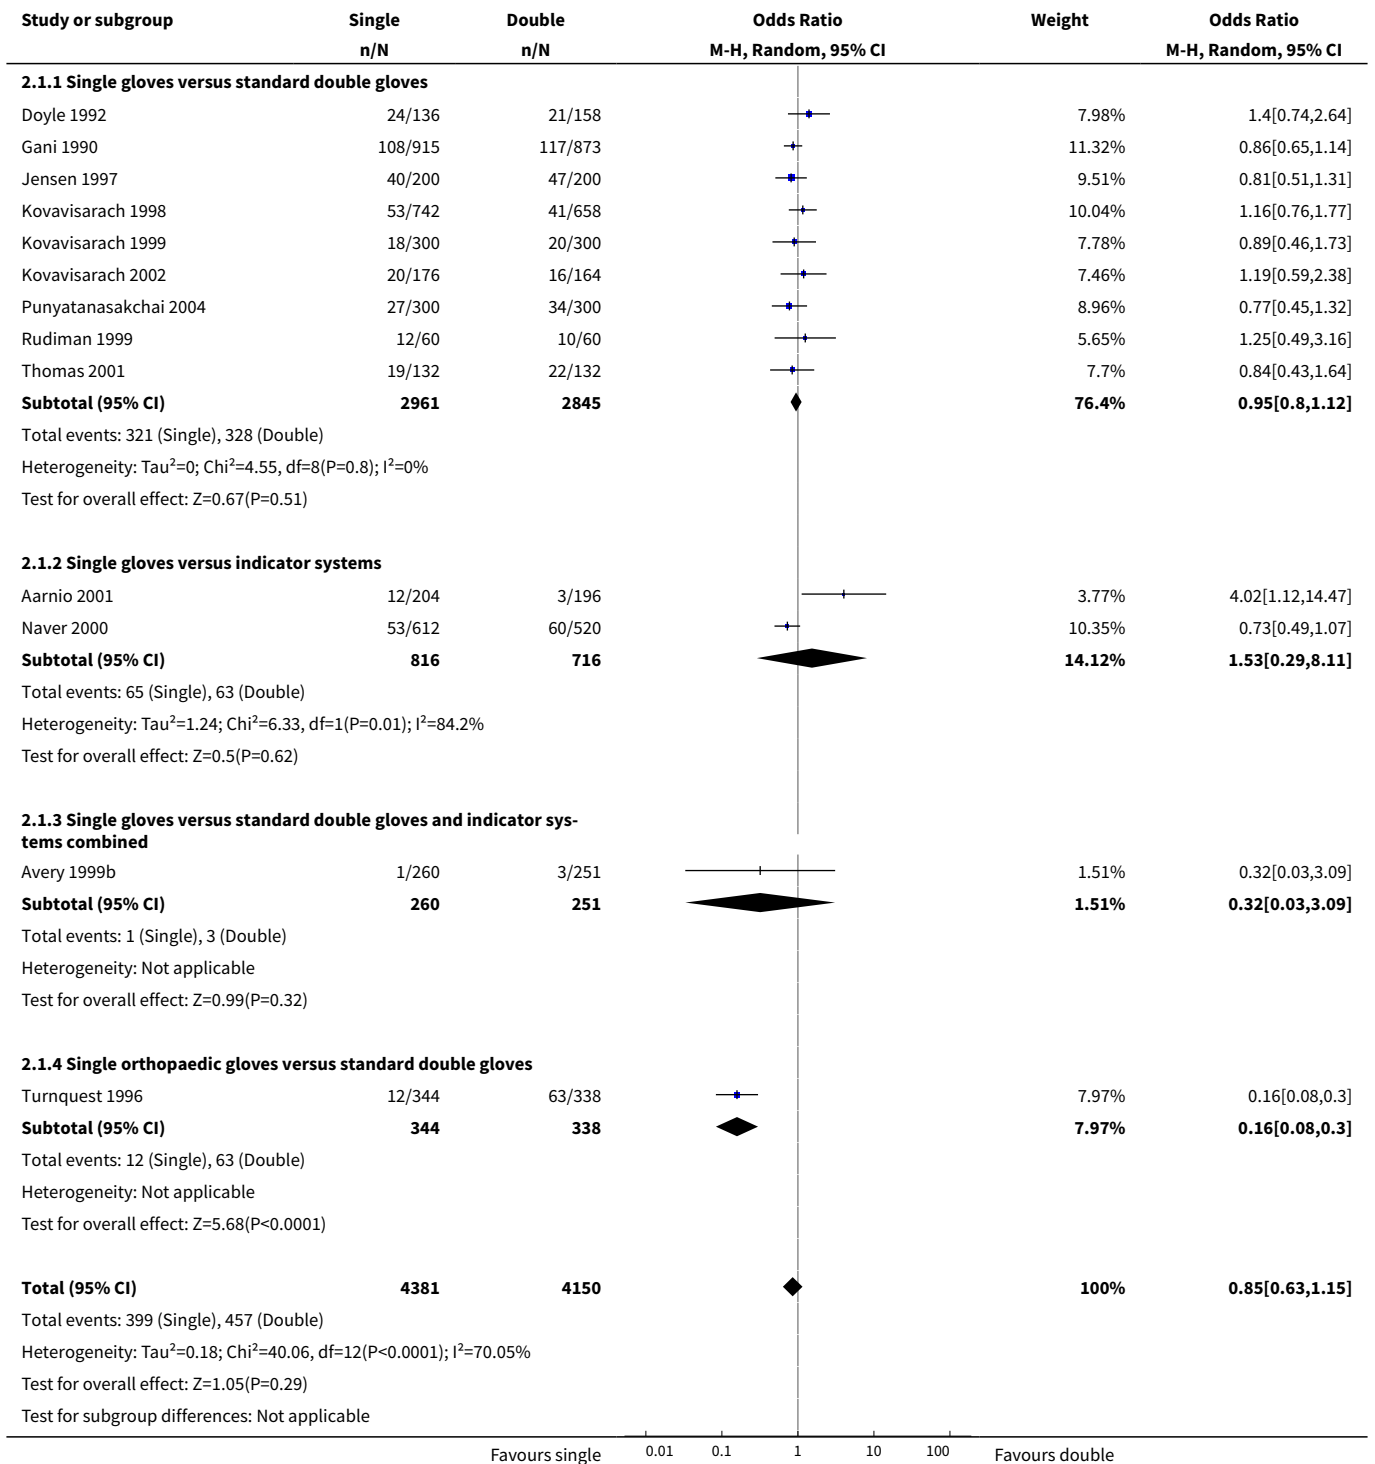 Study or subgroup Single Double Odds Ratio Weight Odds Ratio
n/N n/N M-H, Random, 95% CI M-H, Random, 95% CI
2.1.1 Single gloves versus standard double gloves
Doyle 1992 24/136 21/158 7.98% 1.4[0.74,2.64]
Gani 1990 108/915 117/873 11.32% 0.86[0.65,1.14]
Jensen 1997 40/200 47/200 9.51% 0.81[0.51,1.31]
Kovavisarach 1998 53/742 41/658 10.04% 1.16[0.76,1.77]
Kovavisarach 1999 18/300 20/300 7.78% 0.89[0.46,1.73]
Kovavisarach 2002 20/176 16/164 7.46% 1.19[0.59,2.38]
Punyatanasakchai 2004 27/300 34/300 8.96% 0.77[0.45,1.32]
Rudiman 1999 12/60 10/60 5.65% 1.25[0.49,3.16]
Thomas 2001 19/132 22/132 7.7% 0.84[0.43,1.64]
Subtotal (95% CI) 2961 2845 76.4% 0.95[0.8,1.12]
Total events: 321 (Single), 328 (Double)
Heterogeneity: Tau²=0; Chi²=4.55, df=8(P=0.8); I²=0%
Test for overall effect: Z=0.67(P=0.51)
2.1.2 Single gloves versus indicator systems
Aarnio 2001 12/204 3/196 3.77% 4.02[1.12,14.47]
Naver 2000 53/612 60/520 10.35% 0.73[0.49,1.07]
Subtotal (95% CI) 816 716 14.12% 1.53[0.29,8.11]
Total events: 65 (Single), 63 (Double)
Heterogeneity: Tau²=1.24; Chi²=6.33, df=1(P=0.01); I²=84.2%
Test for overall effect: Z=0.5(P=0.62)
2.1.3 Single gloves versus standard double gloves and indicator sys-
tems combined
Avery 1999b 1/260 3/251 1.51% 0.32[0.03,3.09]
Subtotal (95% CI) 260 251 1.51% 0.32[0.03,3.09]
Total events: 1 (Single), 3 (Double)
Heterogeneity: Not applicable
Test for overall effect: Z=0.99(P=0.32)
2.1.4 Single orthopaedic gloves versus standard double gloves
Turnquest 1996 12/344 63/338 7.97% 0.16[0.08,0.3]
Subtotal (95% CI) 344 338 7.97% 0.16[0.08,0.3]
Total events: 12 (Single), 63 (Double)
Heterogeneity: Not applicable
Test for overall effect: Z=5.68(P<0.0001)
Total (95% CI) 4381 4150 100% 0.85[0.63,1.15]
Total events: 399 (Single), 457 (Double)
Heterogeneity: Tau²=0.18; Chi²=40.06, df=12(P<0.0001); I²=70.05%
Test for overall effect: Z=1.05(P=0.29)
Test for subgroup differences: Not applicable
Favours single 0.01 0.1 1 10 100 Favours double